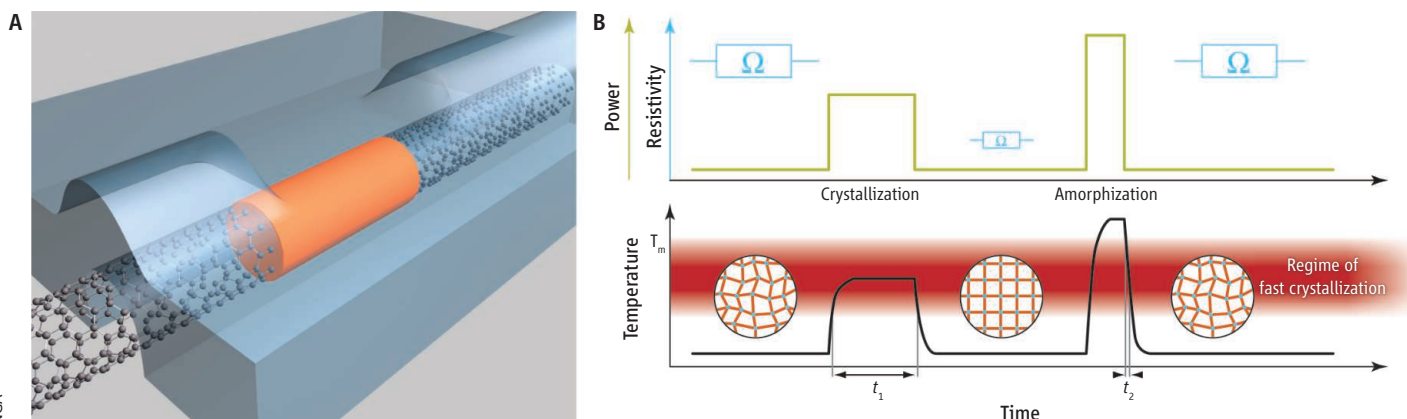 A
B
Power
Resistivity
Ω
Ω
Ω
Crystallization
Amorphization
Temperature
Tm
Regime of
fast crystallization
t1
t2
Time